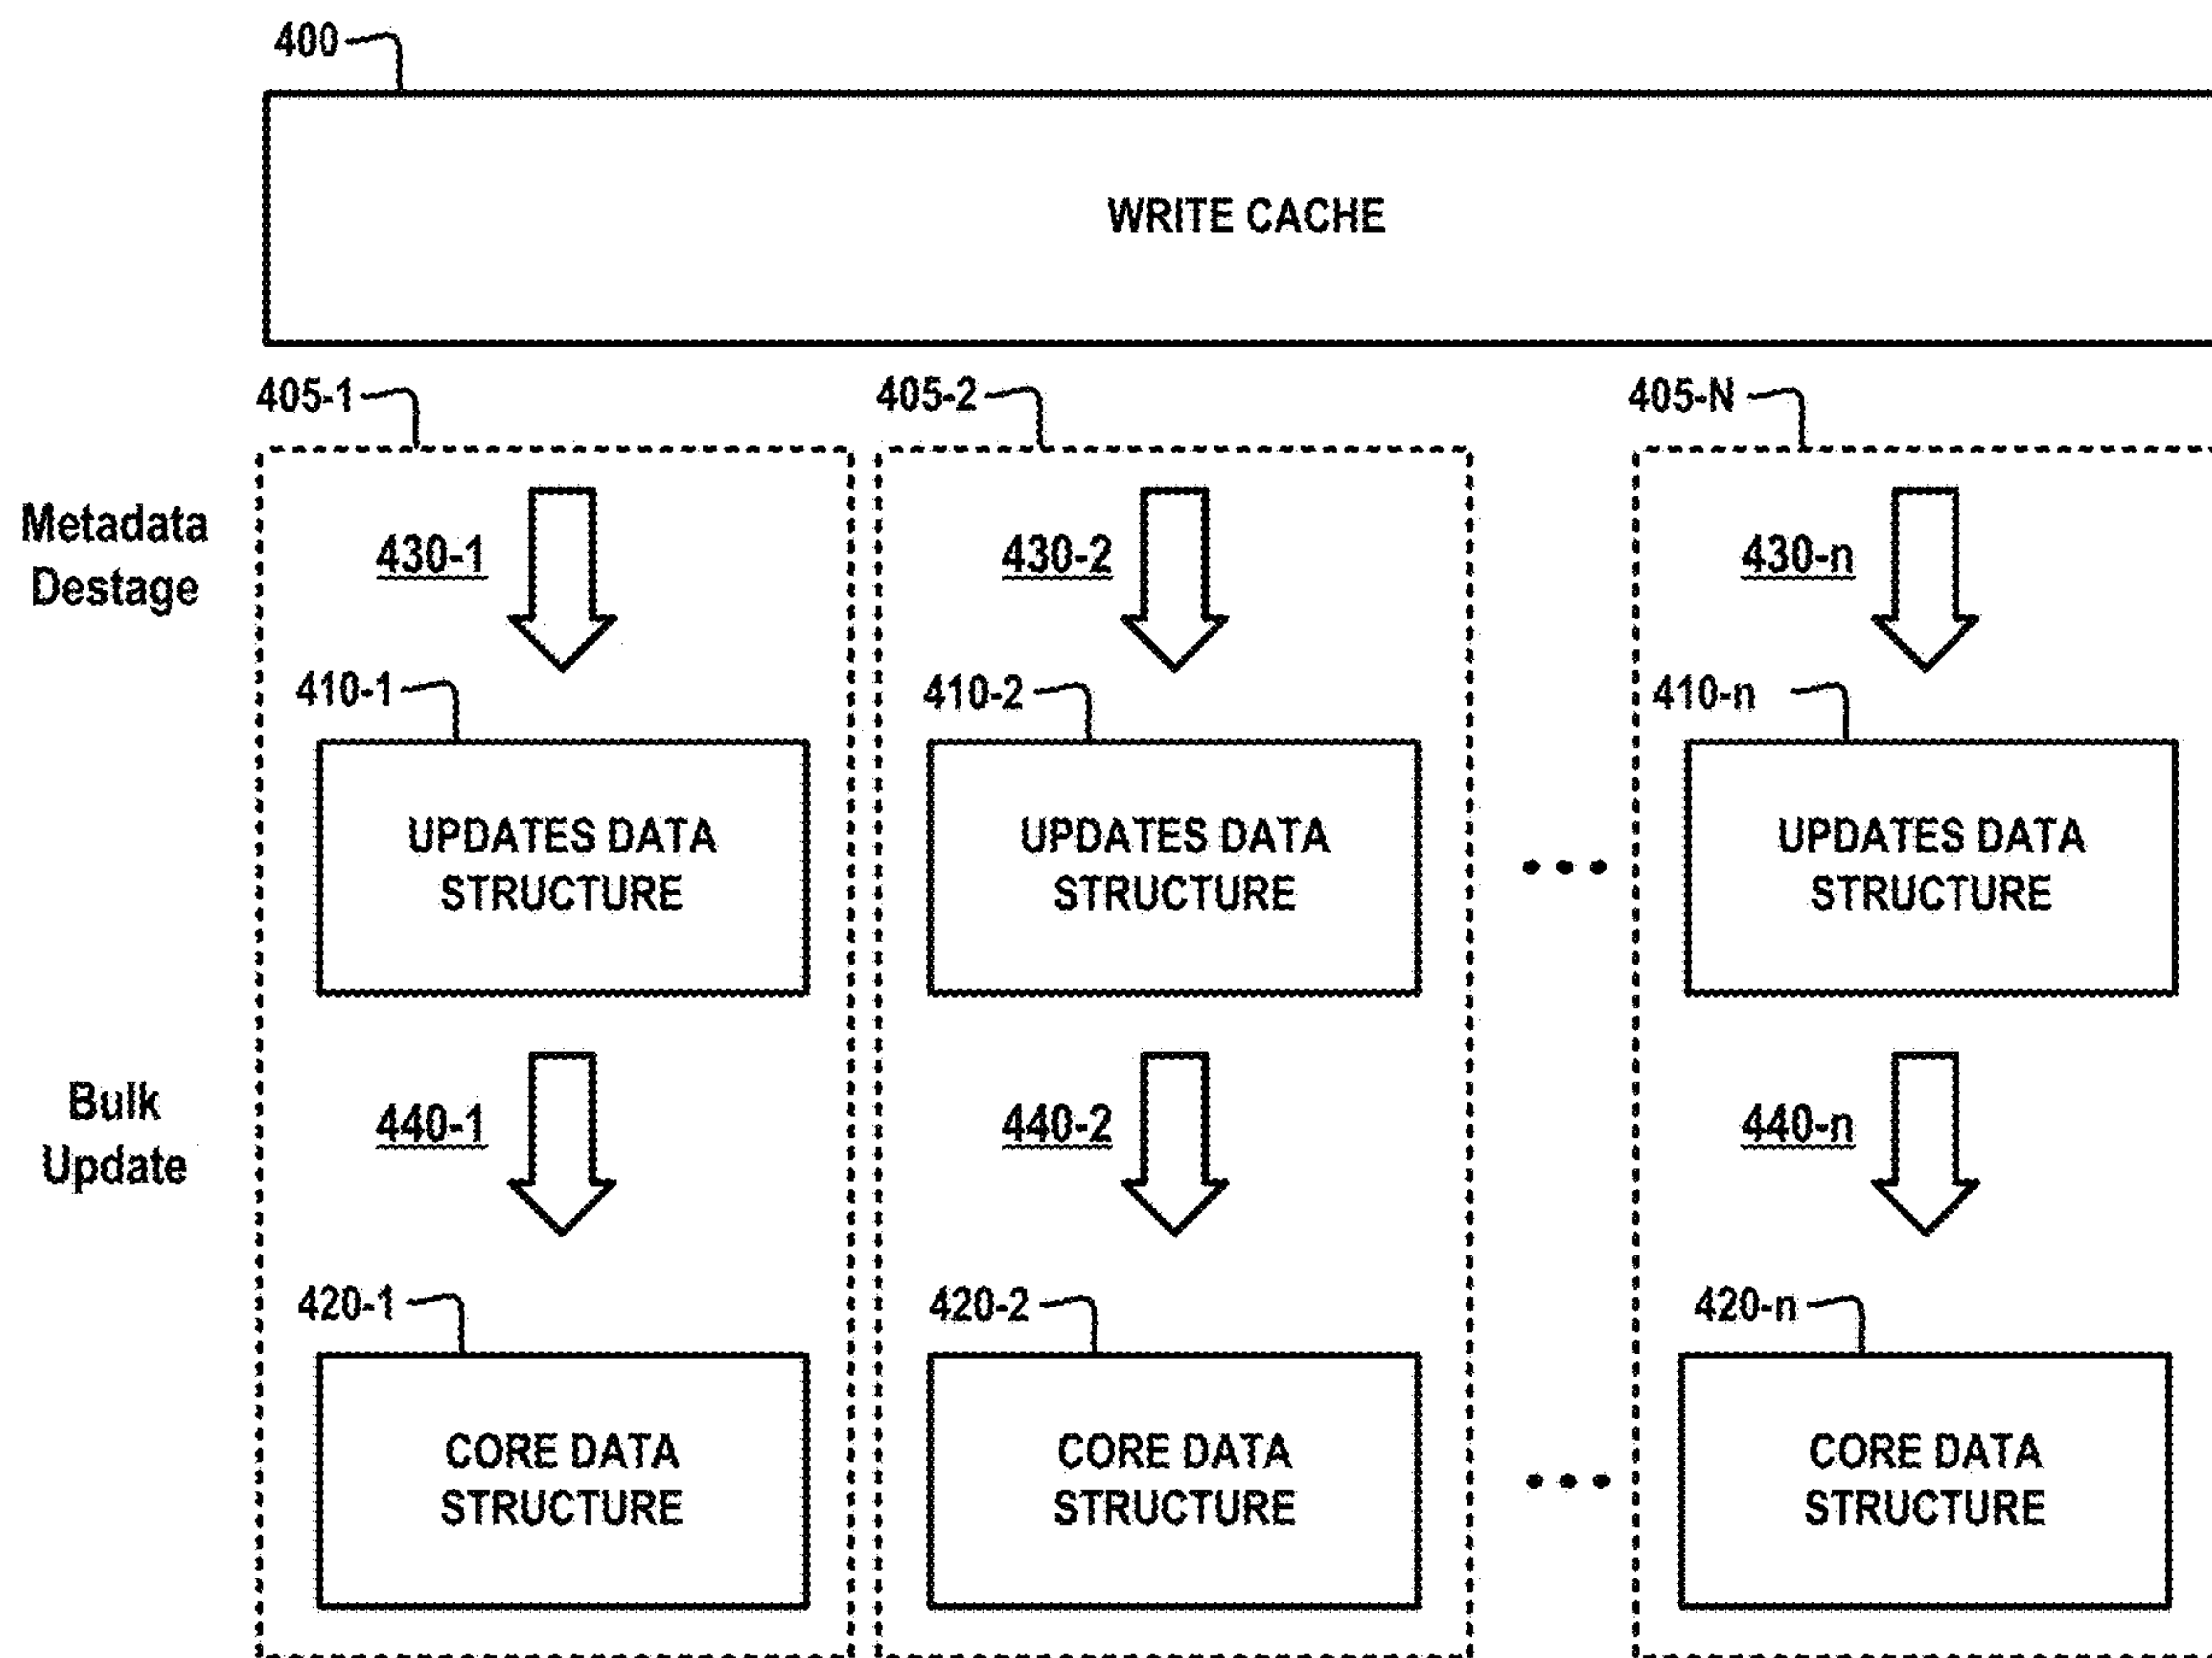 400
WRITE CACHE
405-1
405-2
405-N
Metadata
Destage
430-1
430-2
430-n
410-1
410-2
410-n
UPDATES DATA
STRUCTURE
UPDATES DATA
STRUCTURE
UPDATES DATA
STRUCTURE
Bulk
Update
440-1
440-2
440-n
420-1
420-2
420-n
CORE DATA
STRUCTURE
CORE DATA
STRUCTURE
CORE DATA
STRUCTURE